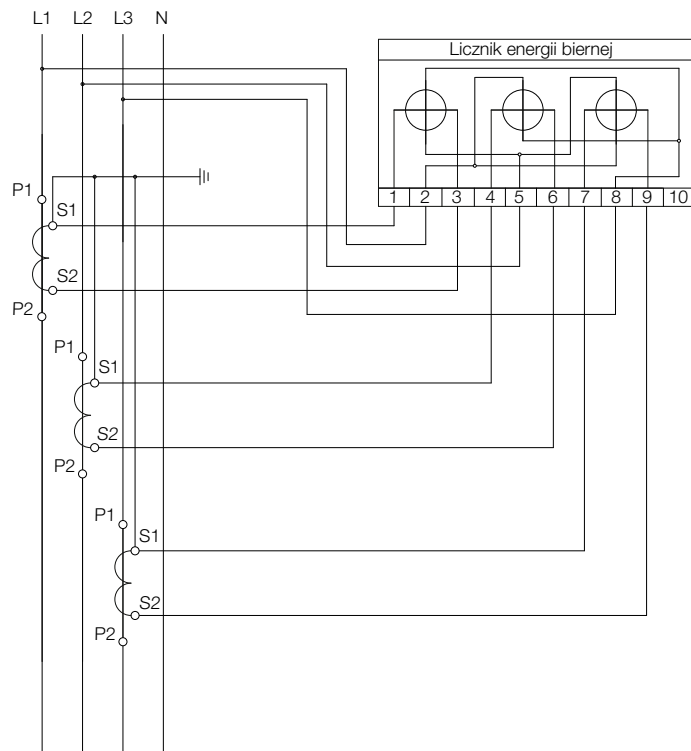 L1 L2 L3 N
Licznik energii biernej
1 2 3 4 5 6 7 8 9 10
P1
S1
S2
P2
P1
S1
S2
P2
P1
S1
S2
P2